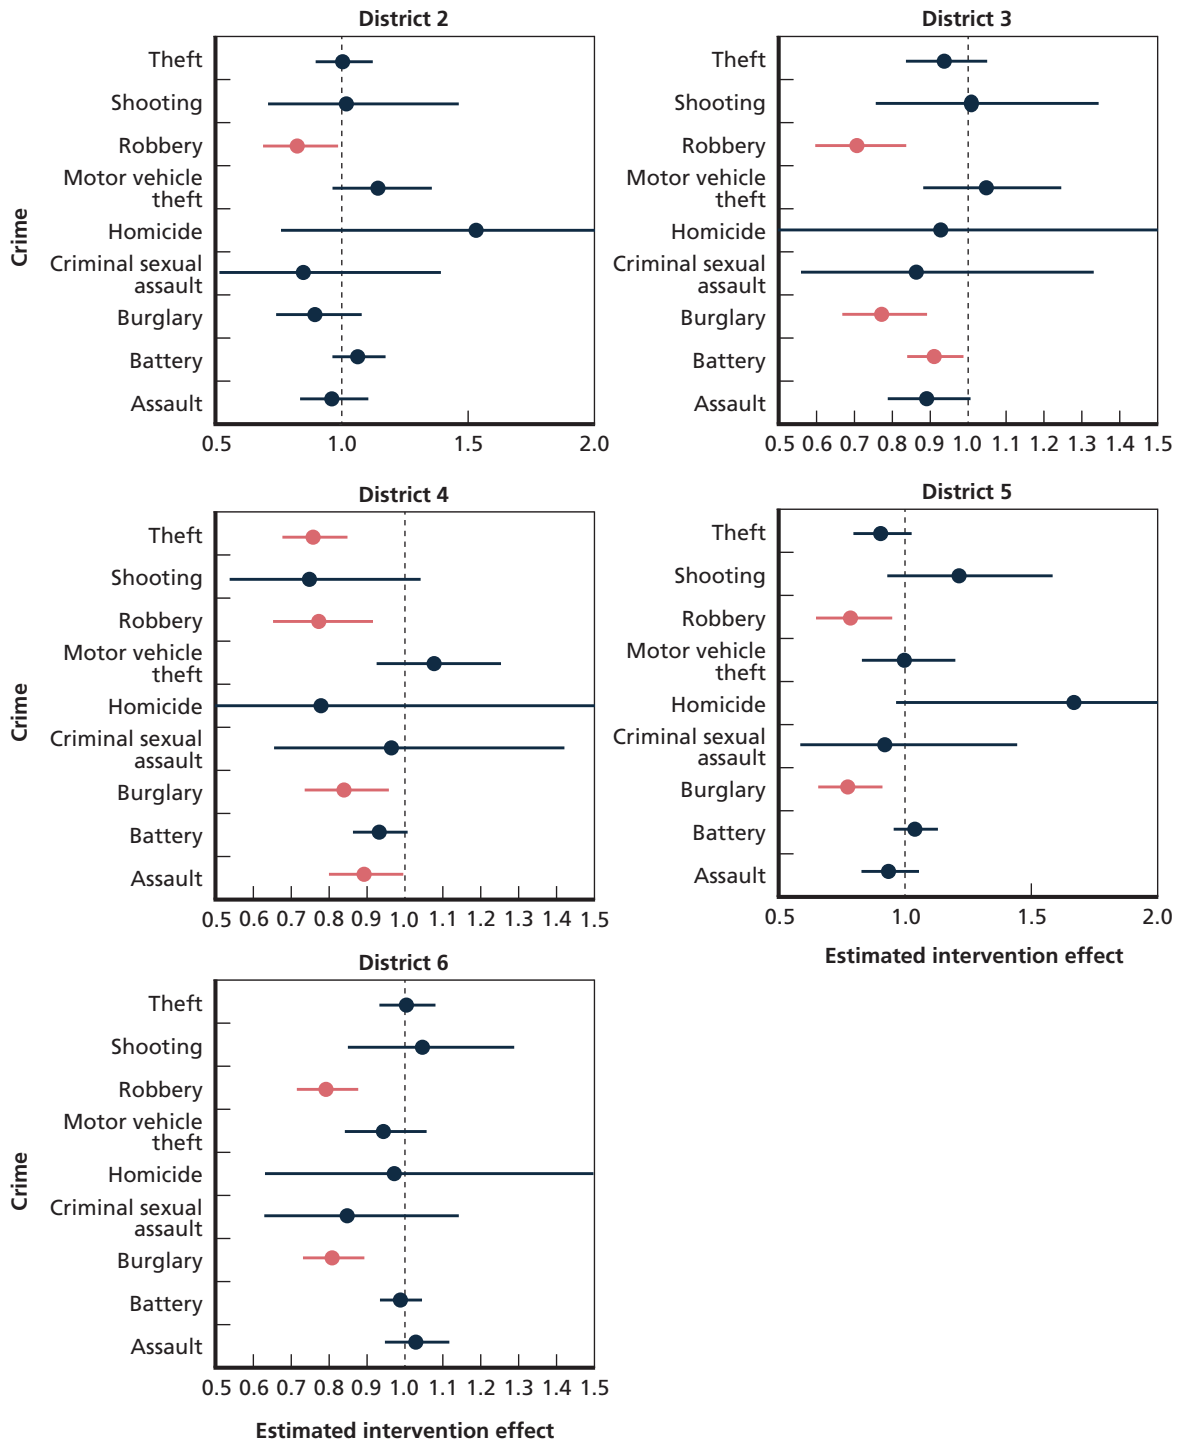 District 2
Crime
Theft
Shooting
Robbery
Motor vehicle
theft
Homicide
Criminal sexual
assault
Burglary
Battery
Assault
0.5 1.0 1.5 2.0
District 3
Theft
Shooting
Robbery
Motor vehicle
theft
Homicide
Criminal sexual
assault
Burglary
Battery
Assault
0.5 0.6 0.7 0.8 0.9 1.0 1.1 1.2 1.3 1.4 1.5
District 4
Crime
Theft
Shooting
Robbery
Motor vehicle
theft
Homicide
Criminal sexual
assault
Burglary
Battery
Assault
0.5 0.6 0.7 0.8 0.9 1.0 1.1 1.2 1.3 1.4 1.5
District 5
Theft
Shooting
Robbery
Motor vehicle
theft
Homicide
Criminal sexual
assault
Burglary
Battery
Assault
0.5 1.0 1.5 2.0
Estimated intervention effect
District 6
Crime
Theft
Shooting
Robbery
Motor vehicle
theft
Homicide
Criminal sexual
assault
Burglary
Battery
Assault
0.5 0.6 0.7 0.8 0.9 1.0 1.1 1.2 1.3 1.4 1.5
Estimated intervention effect